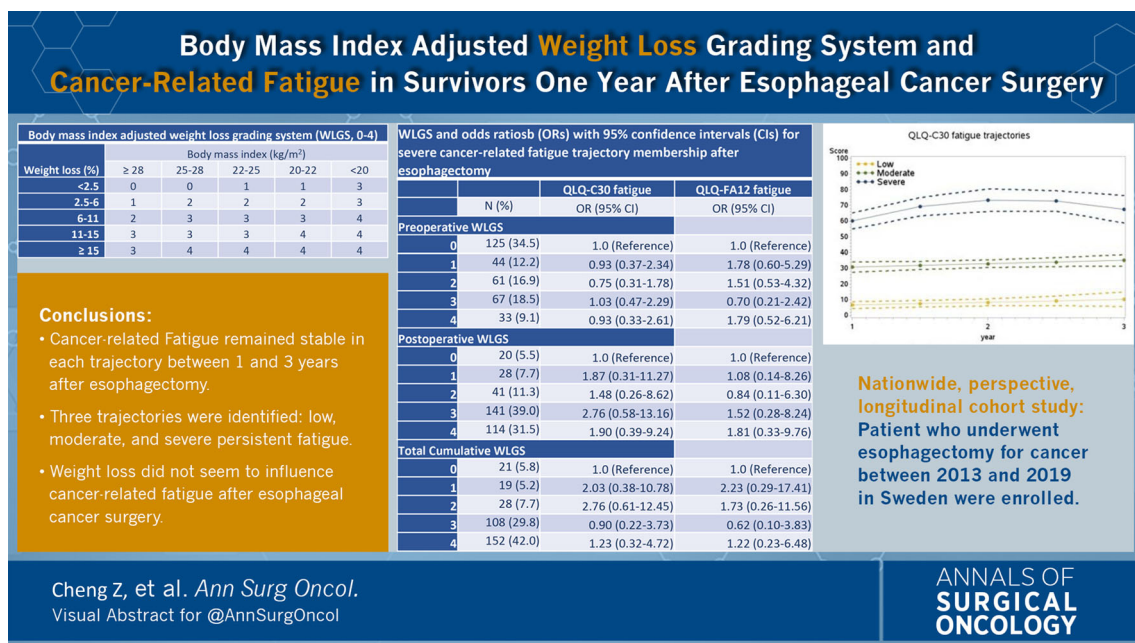 Body Mass Index Adjusted Weight Loss Grading System and
Cancer-Related Fatigue in Survivors One Year After Esophageal Cancer Surgery
Body mass index adjusted weight loss grading system (WLGS, 0-4)
Body mass index (kg/m²)
Weight loss (%) ≥ 28 25-28 22-25 20-22 <20
<2.5 0 0 1 1 3
2.5-6 1 2 2 2 3
6-11 2 3 3 3 4
11-15 3 3 3 4 4
≥ 15 3 4 4 4 4
Conclusions:
• Cancer-related Fatigue remained stable in
each trajectory between 1 and 3 years
after esophagectomy.
• Three trajectories were identified: low,
moderate, and severe persistent fatigue.
• Weight loss did not seem to influence
cancer-related fatigue after esophageal
cancer surgery.
WLGS and odds ratiosb (ORs) with 95% confidence intervals (CIs) for
severe cancer-related fatigue trajectory membership after
esophagectomy
QLQ-C30 fatigue QLQ-FA12 fatigue
N (%) OR (95% CI) OR (95% CI)
Preoperative WLGS
0 125 (34.5) 1.0 (Reference) 1.0 (Reference)
1 44 (12.2) 0.93 (0.37-2.34) 1.78 (0.60-5.29)
2 61 (16.9) 0.75 (0.31-1.78) 1.51 (0.53-4.32)
3 67 (18.5) 1.03 (0.47-2.29) 0.70 (0.21-2.42)
4 33 (9.1) 0.93 (0.33-2.61) 1.79 (0.52-6.21)
Postoperative WLGS
0 20 (5.5) 1.0 (Reference) 1.0 (Reference)
1 28 (7.7) 1.87 (0.31-11.27) 1.08 (0.14-8.26)
2 41 (11.3) 1.48 (0.26-8.62) 0.84 (0.11-6.30)
3 141 (39.0) 2.76 (0.58-13.16) 1.52 (0.28-8.24)
4 114 (31.5) 1.90 (0.39-9.24) 1.81 (0.33-9.76)
Total Cumulative WLGS
0 21 (5.8) 1.0 (Reference) 1.0 (Reference)
1 19 (5.2) 2.03 (0.38-10.78) 2.23 (0.29-17.41)
2 28 (7.7) 2.76 (0.61-12.45) 1.73 (0.26-11.56)
3 108 (29.8) 0.90 (0.22-3.73) 0.62 (0.10-3.83)
4 152 (42.0) 1.23 (0.32-4.72) 1.22 (0.23-6.48)
QLQ-C30 fatigue trajectories
Score
100
90
80
70
60
50
40
30
20
10
0
Low
Moderate
Severe
1 2 3
year
Nationwide, perspective,
longitudinal cohort study:
Patient who underwent
esophagectomy for cancer
between 2013 and 2019
in Sweden were enrolled.
Cheng Z, et al. Ann Surg Oncol.
Visual Abstract for @AnnSurgOncol
ANNALS OF
SURGICAL
ONCOLOGY